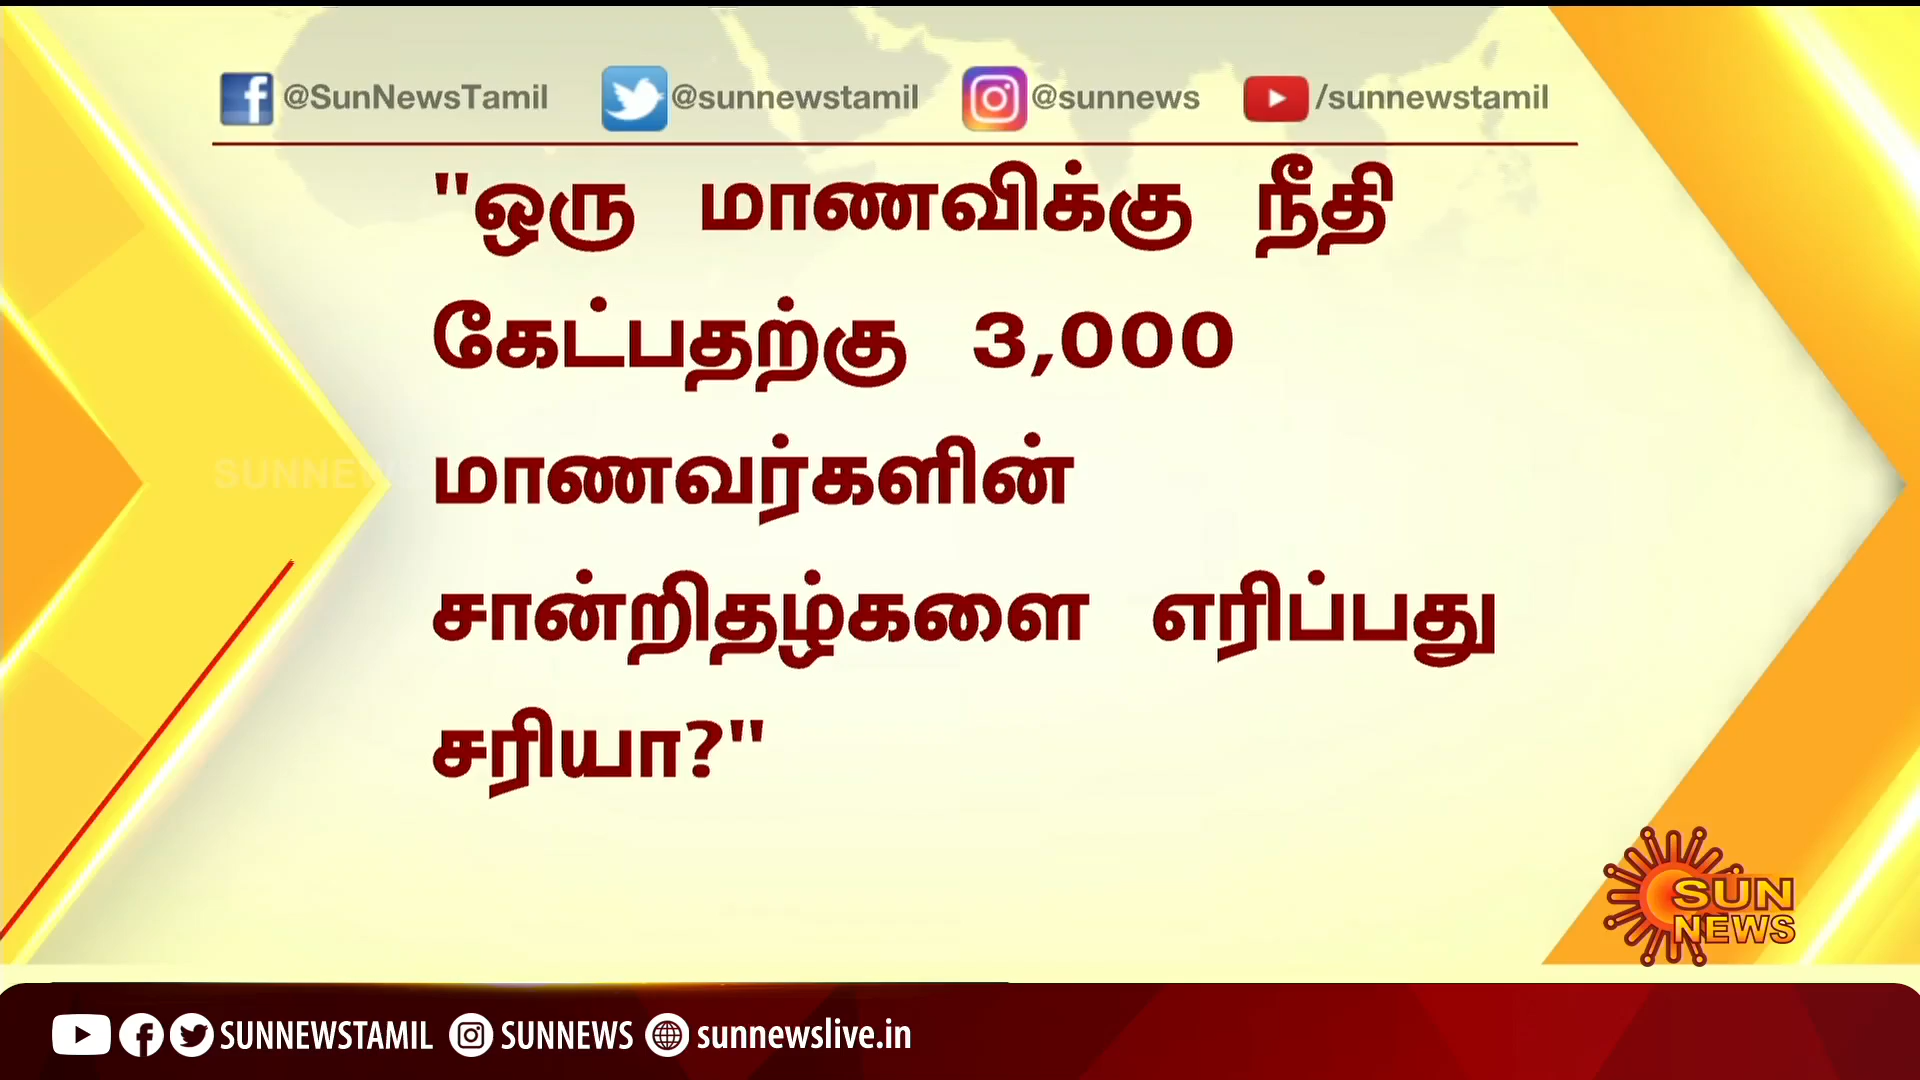 @SunNewsTamil @sunnewstamil @sunnews /sunnewstamil
"ஒரு மாணவிக்கு நீதி
கேட்பதற்கு 3,000
மாணவர்களின்
சான்றிதழ்களை எரிப்பது
சரியா?"
SUNNEWS
SUN
NEWS
SUNNEWSTAMIL SUNNEWS sunnewslive.in